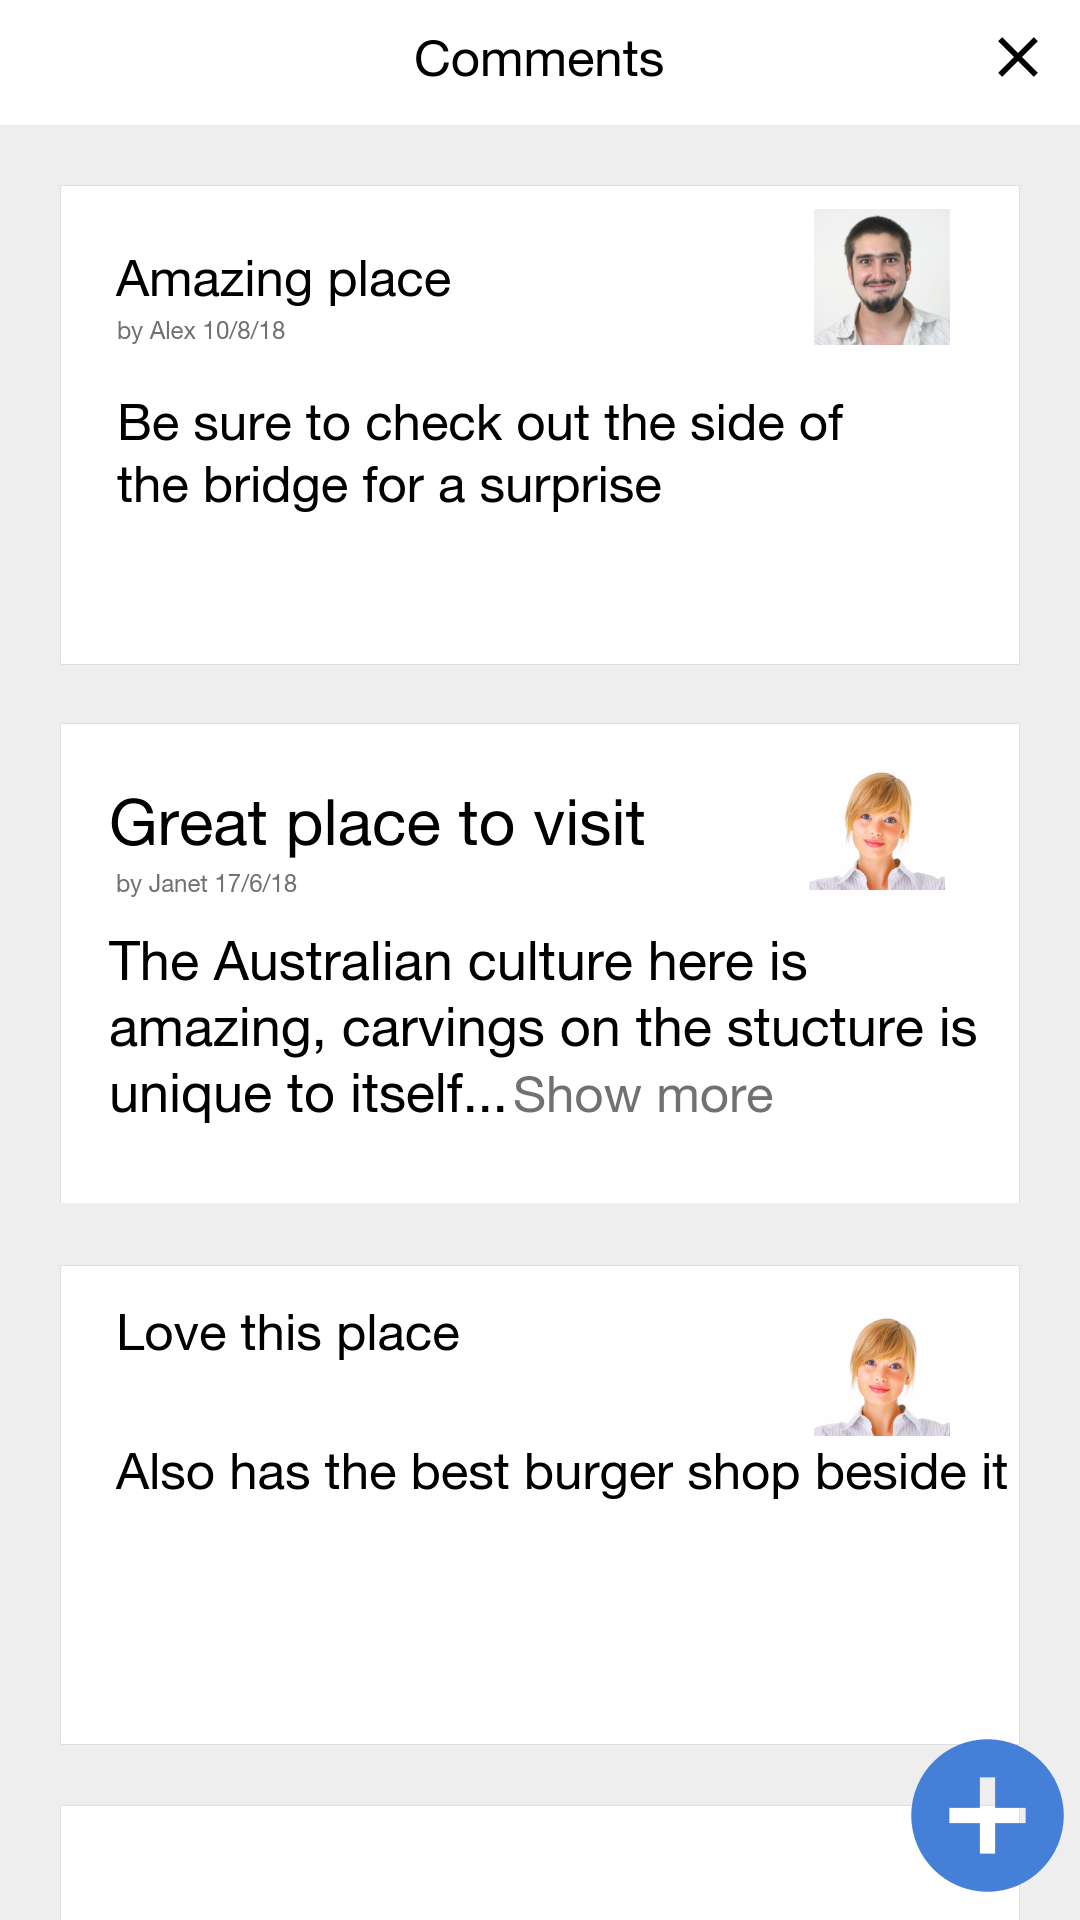 Comments
Amazing place
by Alex 10/8/18
Be sure to check out the side of
the bridge for a surprise
Great place to visit
by Janet 17/6/18
The Australian culture here is
amazing, carvings on the stucture is
unique to itself... Show more
Love this place
Also has the best burger shop beside it